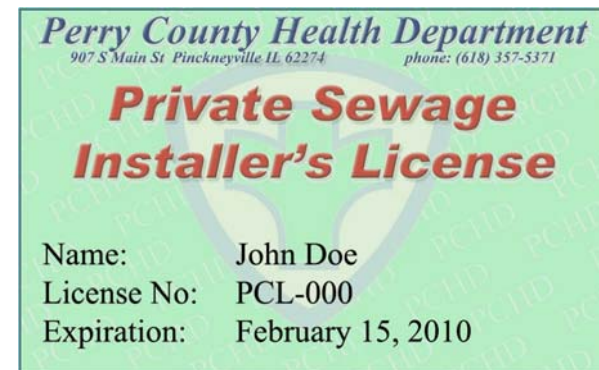 Perry County Health Department
907 S Main St Pinckneyville IL 62274 phone: (618) 357-5371
Private Sewage
Installer's License
Name: John Doe
License No: PCL-000
Expiration: February 15, 2010
PCHD